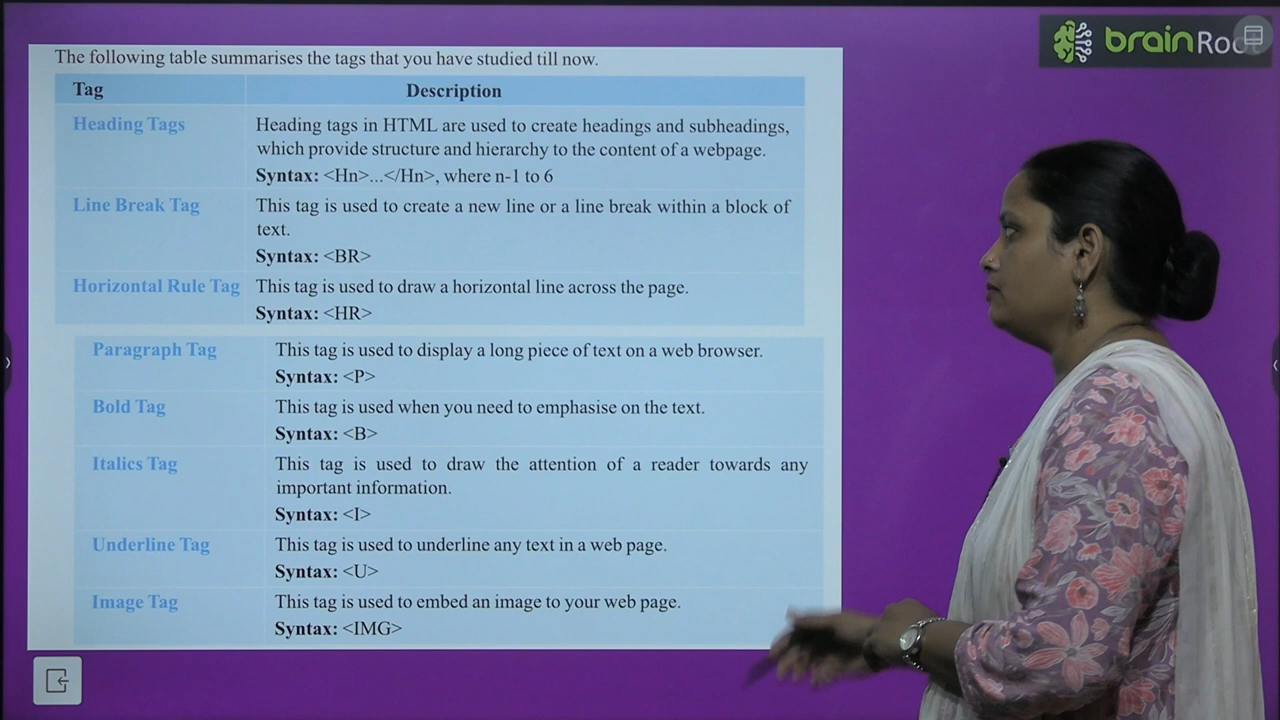 The following table summarises the tags that you have studied till now.
Tag Description
Heading Tags Heading tags in HTML are used to create headings and subheadings,
which provide structure and hierarchy to the content of a webpage.
Syntax: <Hn>...</Hn>, where n-1 to 6
Line Break Tag This tag is used to create a new line or a line break within a block of
text.
Syntax: <BR>
Horizontal Rule Tag This tag is used to draw a horizontal line across the page.
Syntax: <HR>
Paragraph Tag This tag is used to display a long piece of text on a web browser.
Syntax: <P>
Bold Tag This tag is used when you need to emphasise on the text.
Syntax: <B>
Italics Tag This tag is used to draw the attention of a reader towards any
important information.
Syntax: <I>
Underline Tag This tag is used to underline any text in a web page.
Syntax: <U>
Image Tag This tag is used to embed an image to your web page.
Syntax: <IMG>